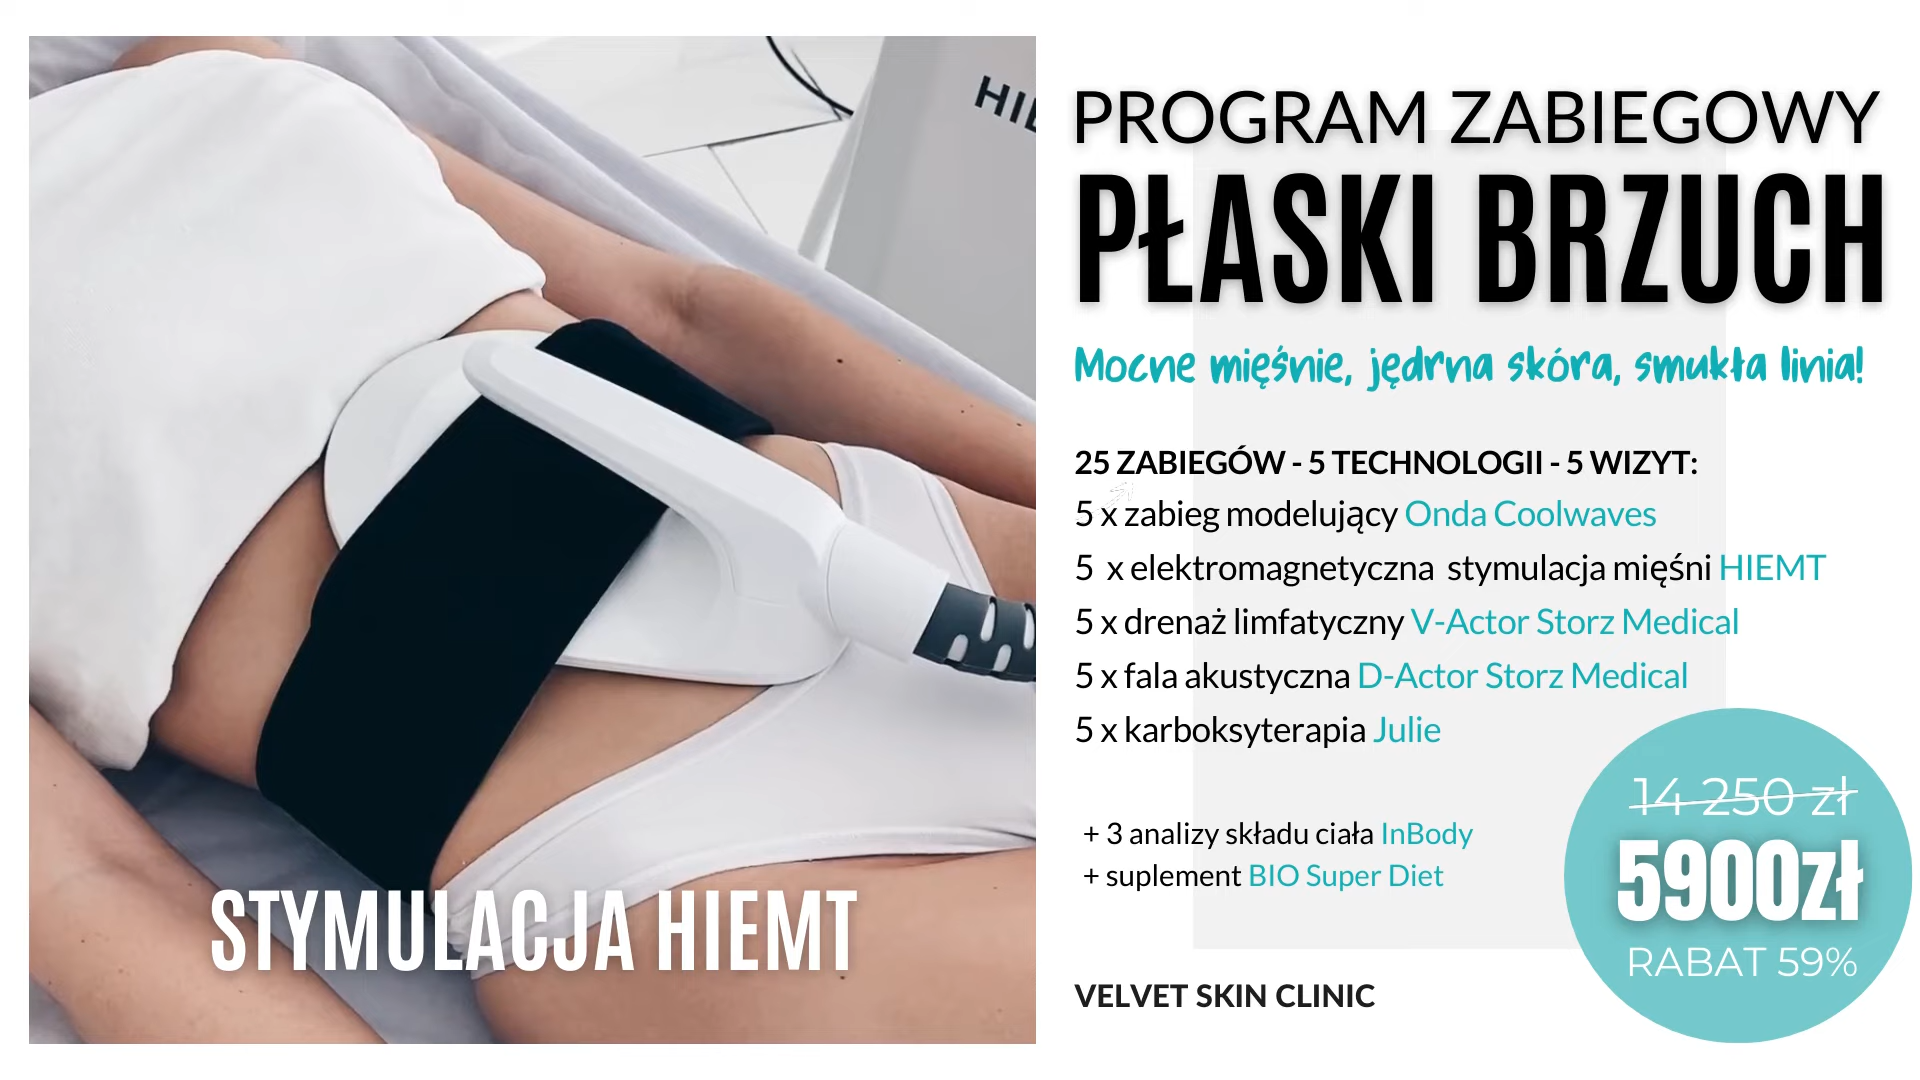 HIE
STYMULACJA HIEMT
PROGRAM ZABIEGOWY
PŁASKI BRZUCH
Mocne mięśnie, jędrna skóra, smukła linia!
25 ZABIEGÓW - 5 TECHNOLOGII - 5 WIZYT:
5 x zabieg modelujący Onda Coolwaves
5 x elektromagnetyczna stymulacja mięśni HIEMT
5 x drenaż limfatyczny V-Actor Storz Medical
5 x fala akustyczna D-Actor Storz Medical
5 x karboksyterapia Julie
+ 3 analizy składu ciała InBody
+ suplement BIO Super Diet
14 250 zł
5900zł
RABAT 59%
VELVET SKIN CLINIC